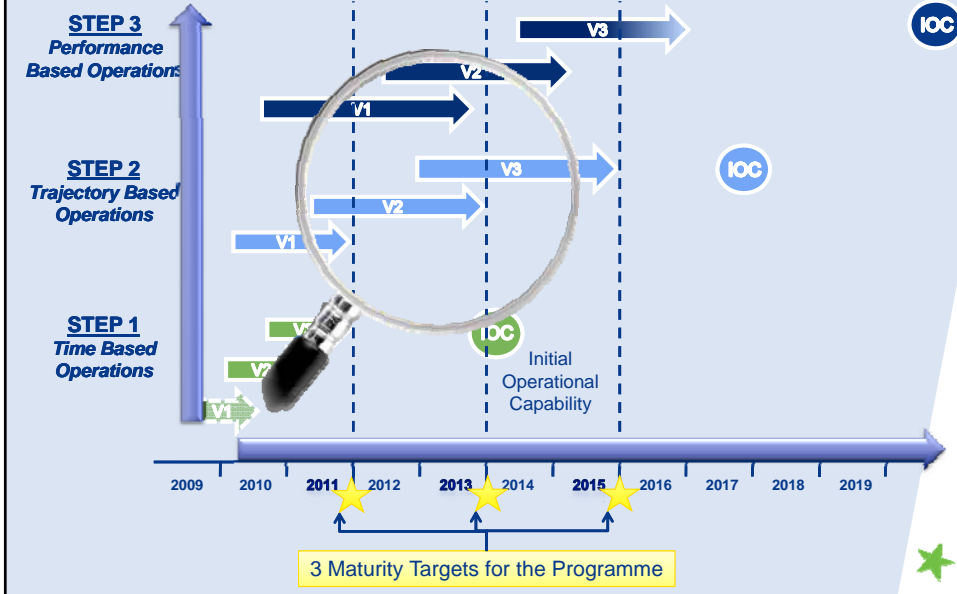 STEP 3
Performance
Based Operations
V3
IOC
V2
V1
STEP 2
Trajectory Based
Operations
V3
IOC
V2
V1
STEP 1
Time Based
Operations
IOC
Initial
Operational
Capability
V2
V1
2009 2010 2011 2012 2013 2014 2015 2016 2017 2018 2019
3 Maturity Targets for the Programme